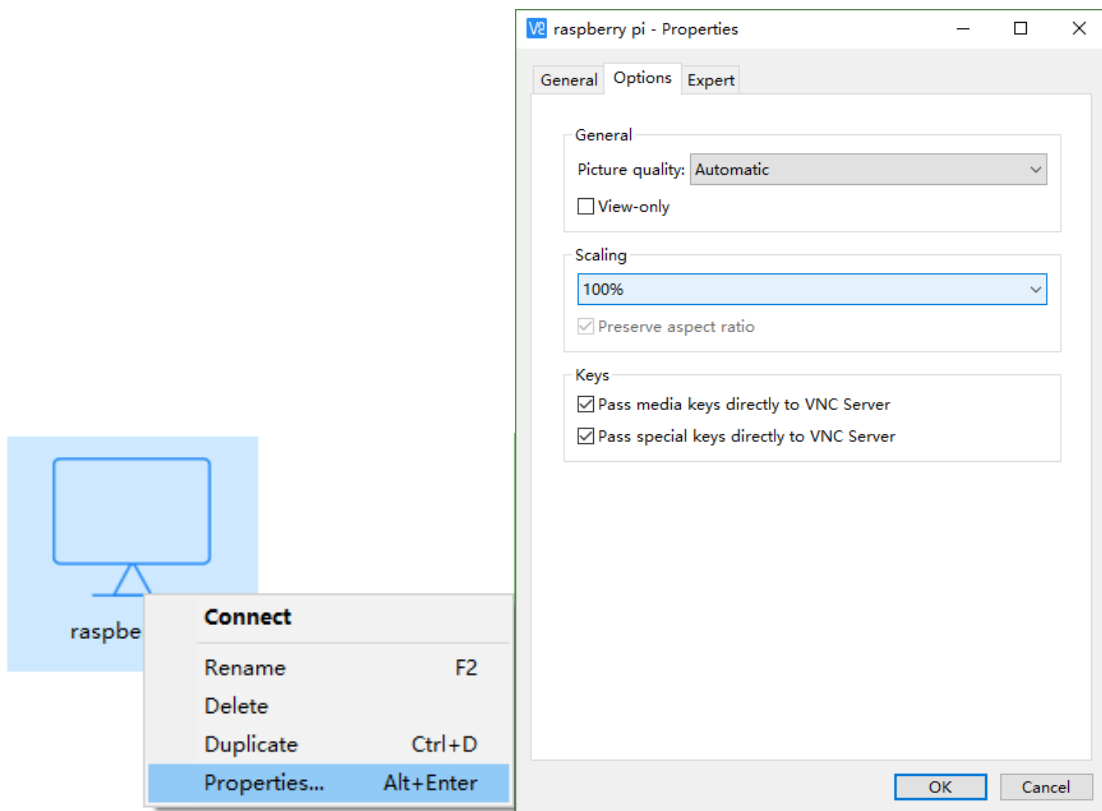 raspberry pi - Properties
General Options Expert
General
Picture quality: Automatic
View-only
Scaling
100%
Preserve aspect ratio
Keys
Pass media keys directly to VNC Server
Pass special keys directly to VNC Server
OK Cancel
raspbe
Connect
Rename F2
Delete
Duplicate Ctrl+D
Properties... Alt+Enter